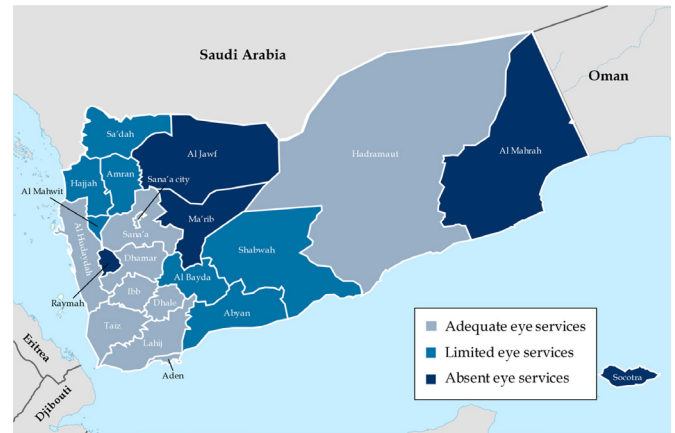 Saudi Arabia
Oman
Sa'dah
Al Jawf
Hadramaut
Al Mahrah
Amran
Hajjah
Sana'a city
Al Mahwit
Ma'rib
Al Hadaydah
Sana'a
Shabwah
Dhamar
Al Bayda
Raymah
Ibb
Dhale
Abyan
Taiz
Lahij
Aden
Eritrea
Djibouti
Adequate eye services
Limited eye services
Absent eye services
Socotra